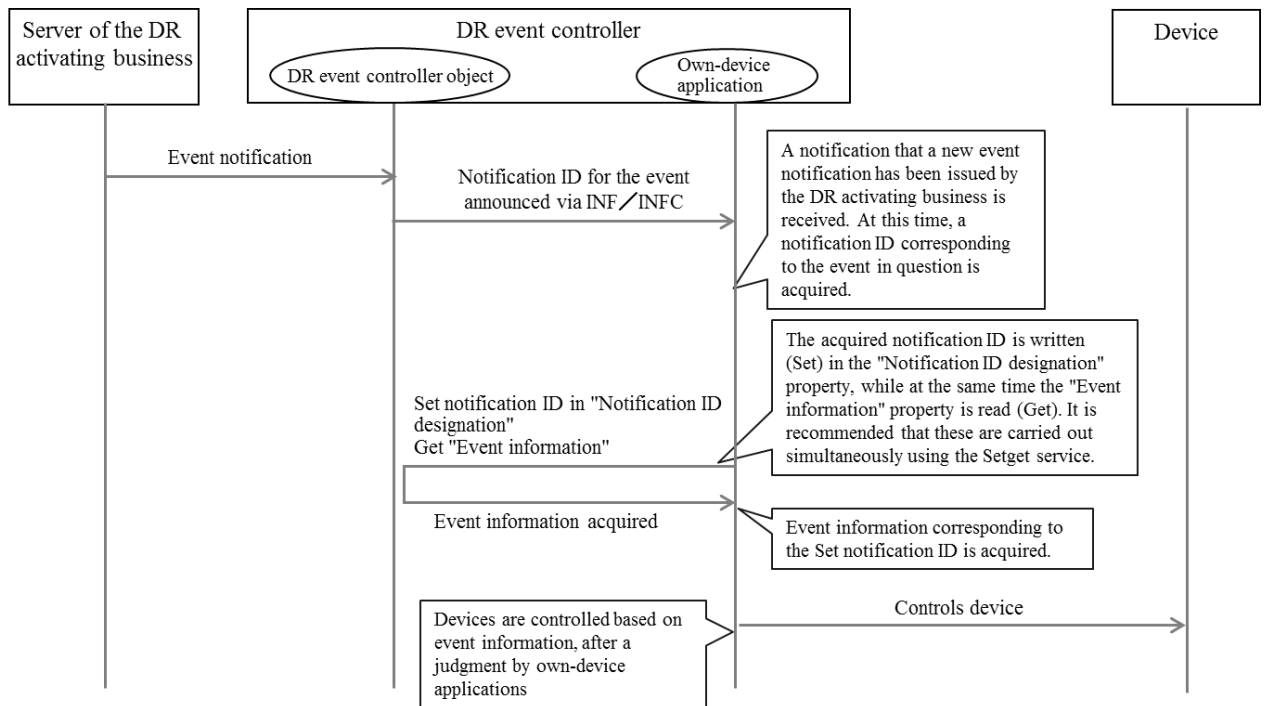 Server of the DR
activating business
DR event controller
DR event controller object
Own-device
application
Device
Event notification
Notification ID for the event
announced via INF／INFC
A notification that a new event
notification has been issued by
the DR activating business is
received. At this time, a
notification ID corresponding
to the event in question is
acquired.
The acquired notification ID is written
(Set) in the "Notification ID designation"
property, while at the same time the "Event
information" property is read (Get). It is
recommended that these are carried out
simultaneously using the Setget service.
Set notification ID in "Notification ID
designation"
Get "Event information"
Event information acquired
Event information corresponding to
the Set notification ID is acquired.
Controls device
Devices are controlled based on
event information, after a
judgment by own-device
applications